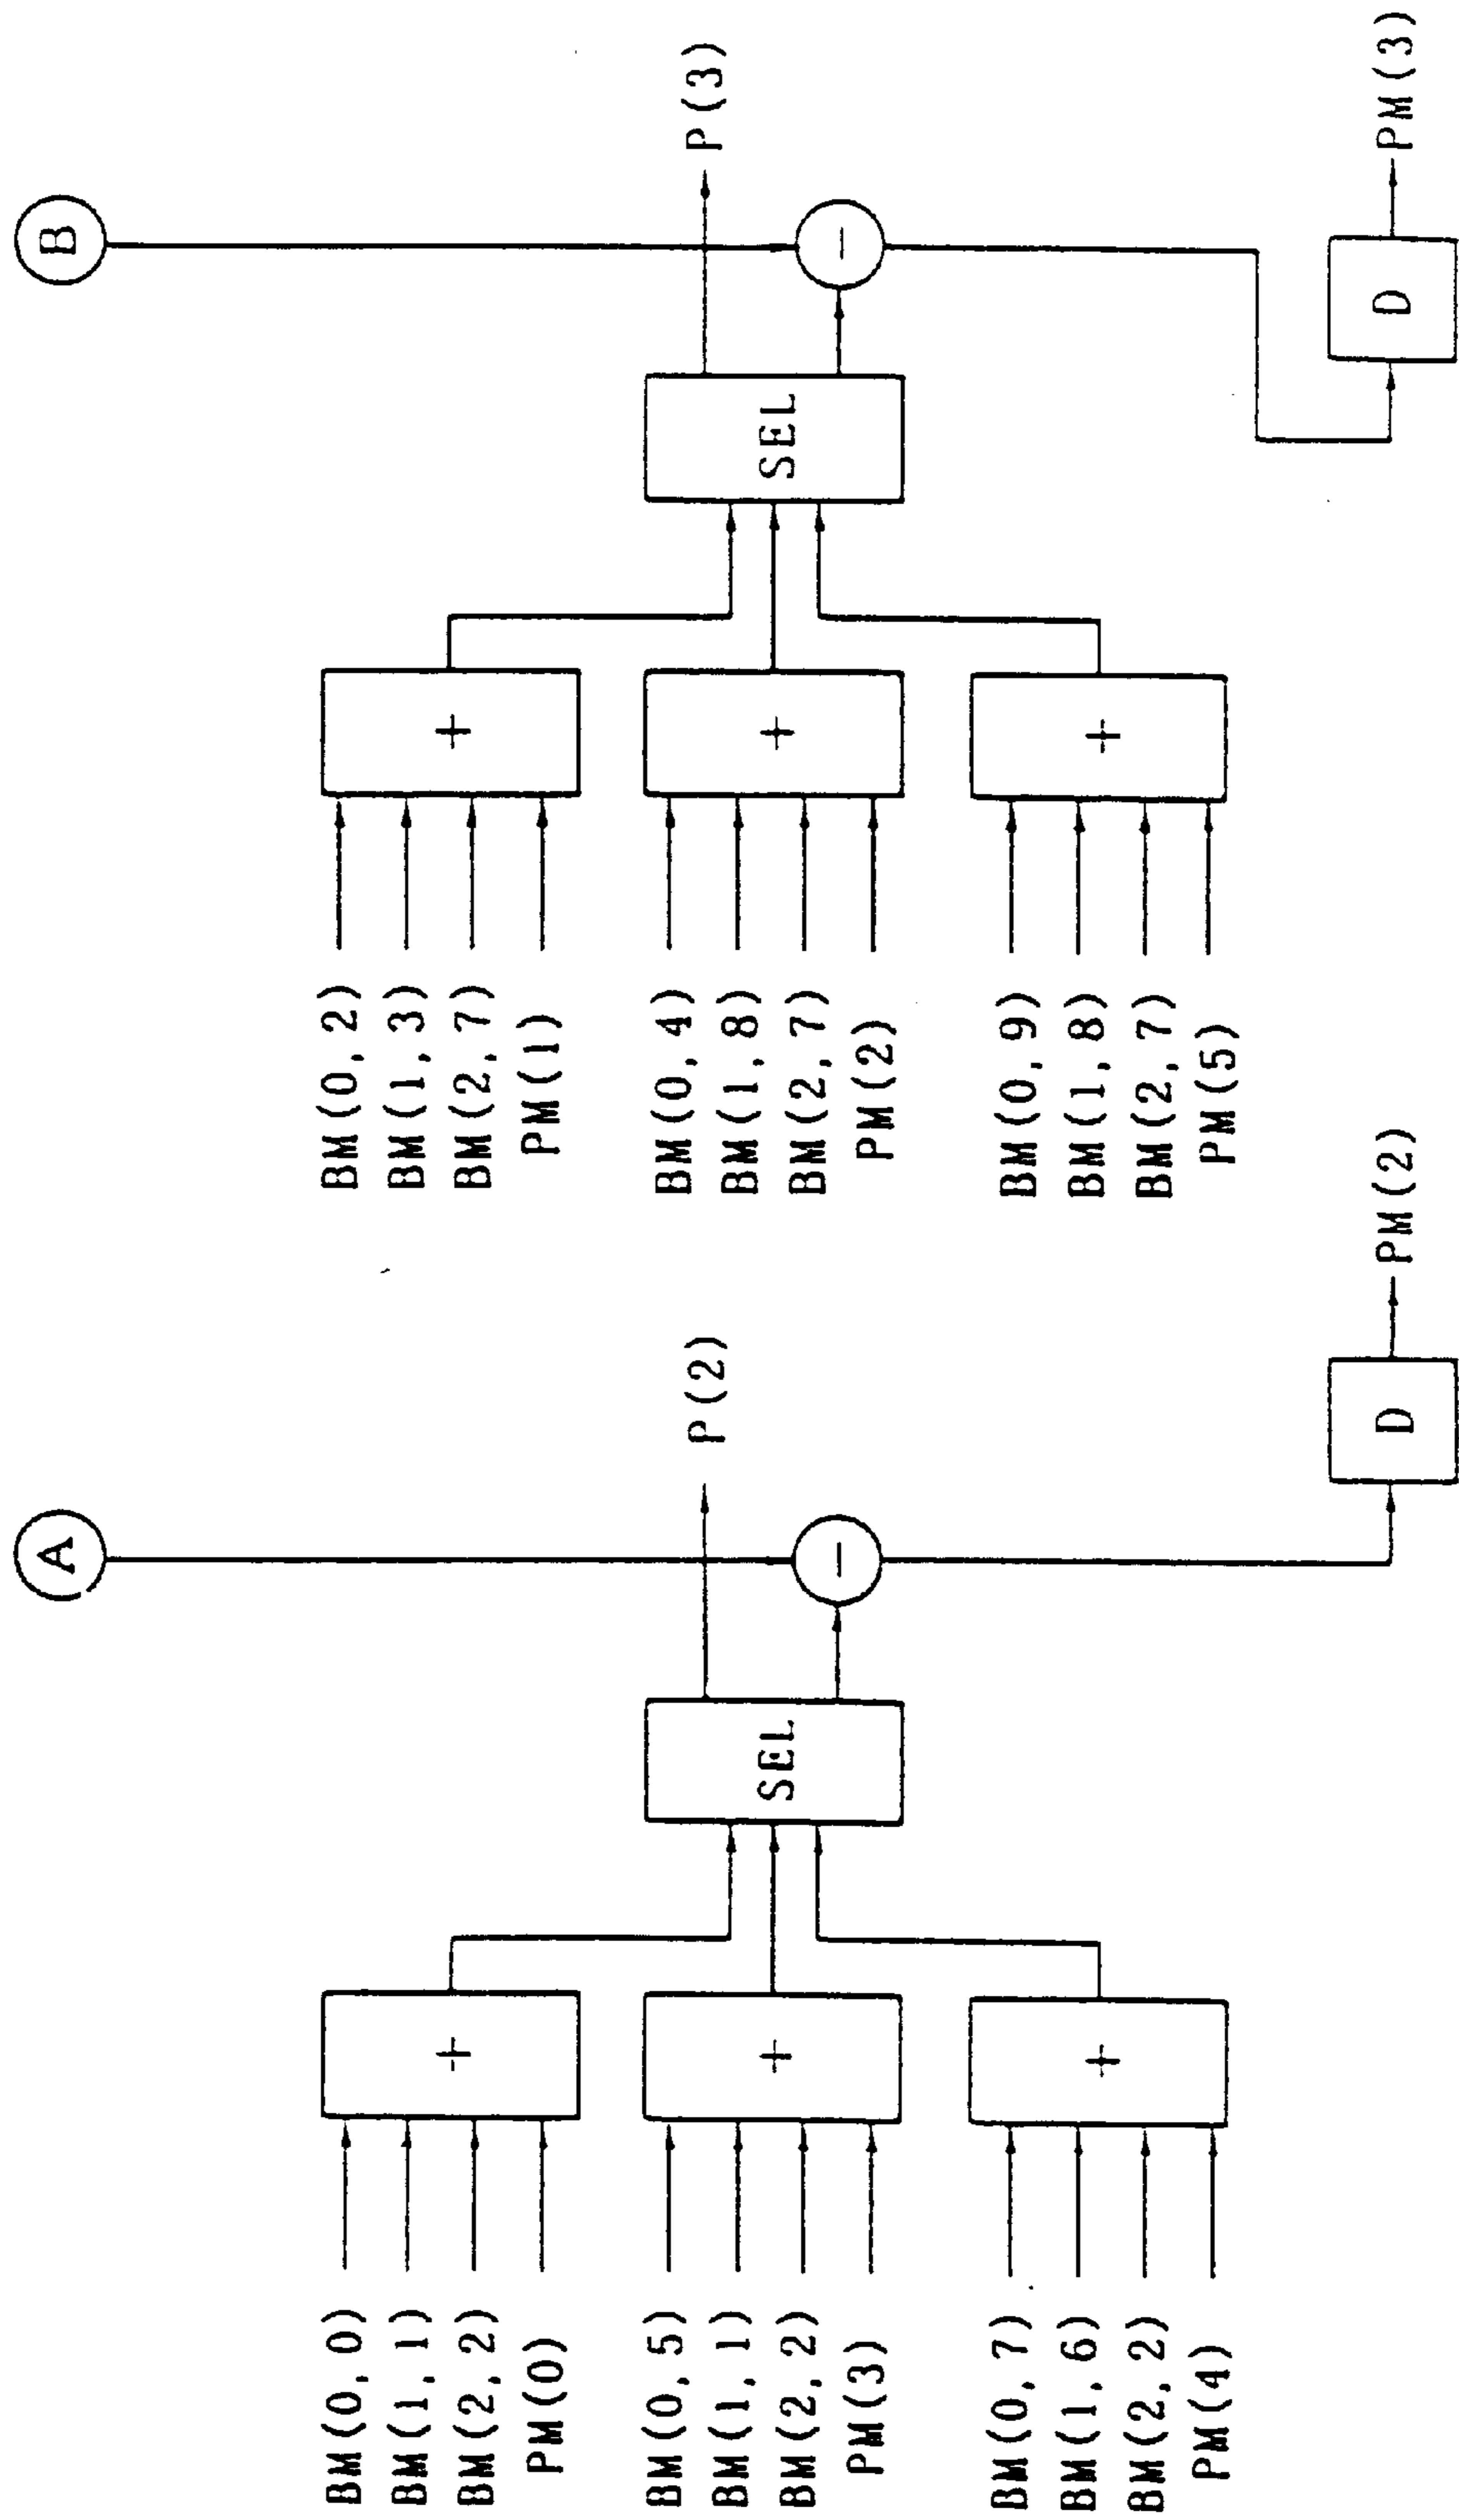 A
BM(0,0)
BM(1,1)
BM(2,2)
PM(0)
+
BM(0,5)
BM(1,1)
BM(2,2)
PM(3)
+
SEL
P(2)
−
BM(0,7)
BM(1,6)
BM(2,2)
PM(4)
+
D
PM(2)
B
BM(0,2)
BM(1,3)
BM(2,7)
PM(1)
+
BM(0,4)
BM(1,8)
BM(2,7)
PM(2)
+
SEL
P(3)
−
BM(0,9)
BM(1,8)
BM(2,7)
PM(5)
+
D
PM(3)